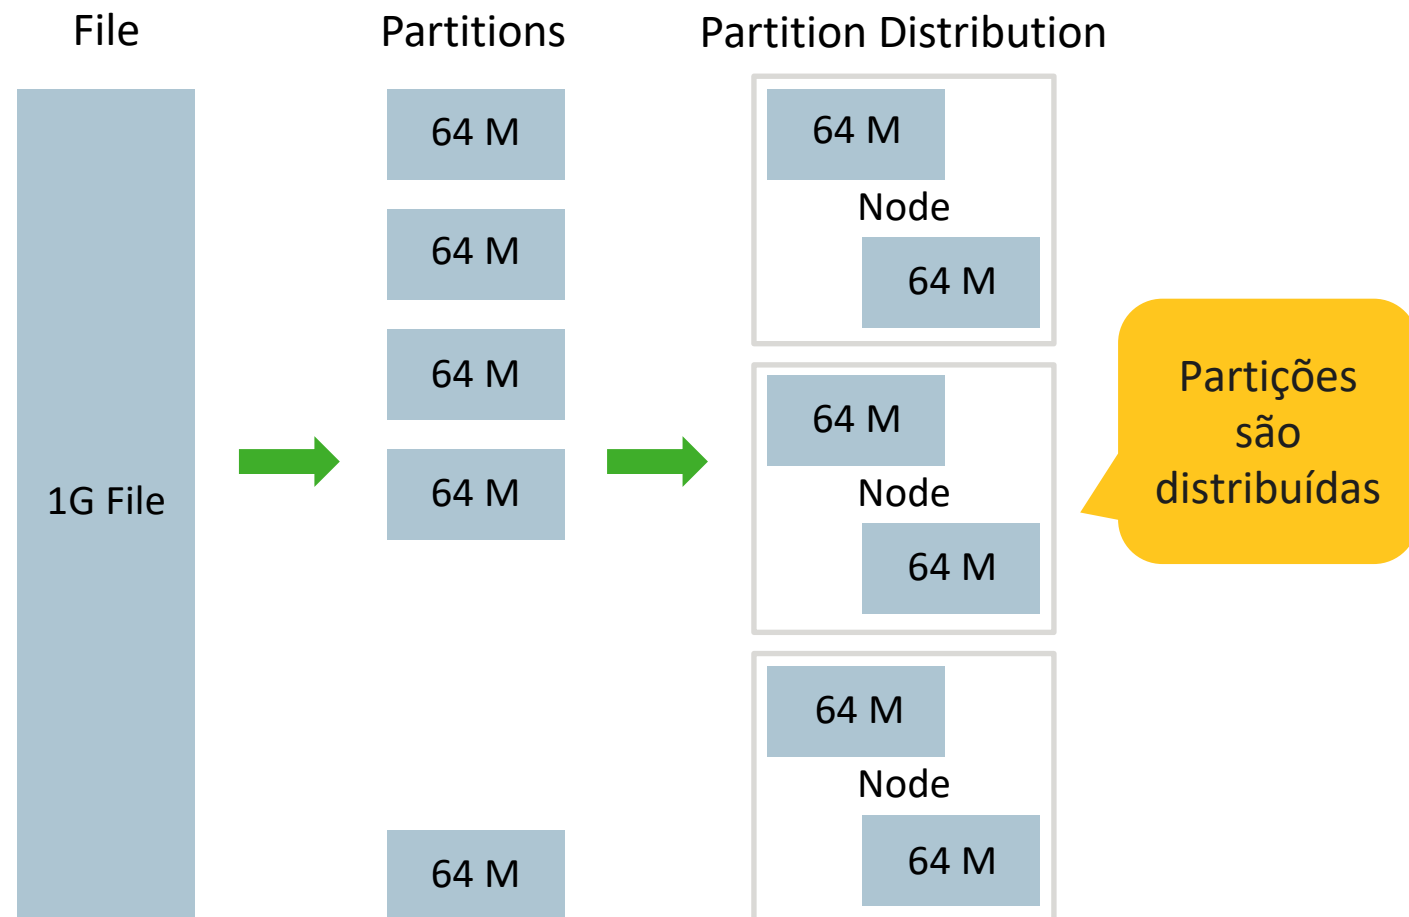 File
Partitions
Partition Distribution
1G File
64 M
64 M
64 M
64 M
64 M
64 M
Node
64 M
64 M
Node
64 M
64 M
Node
64 M
Partições
são
distribuídas